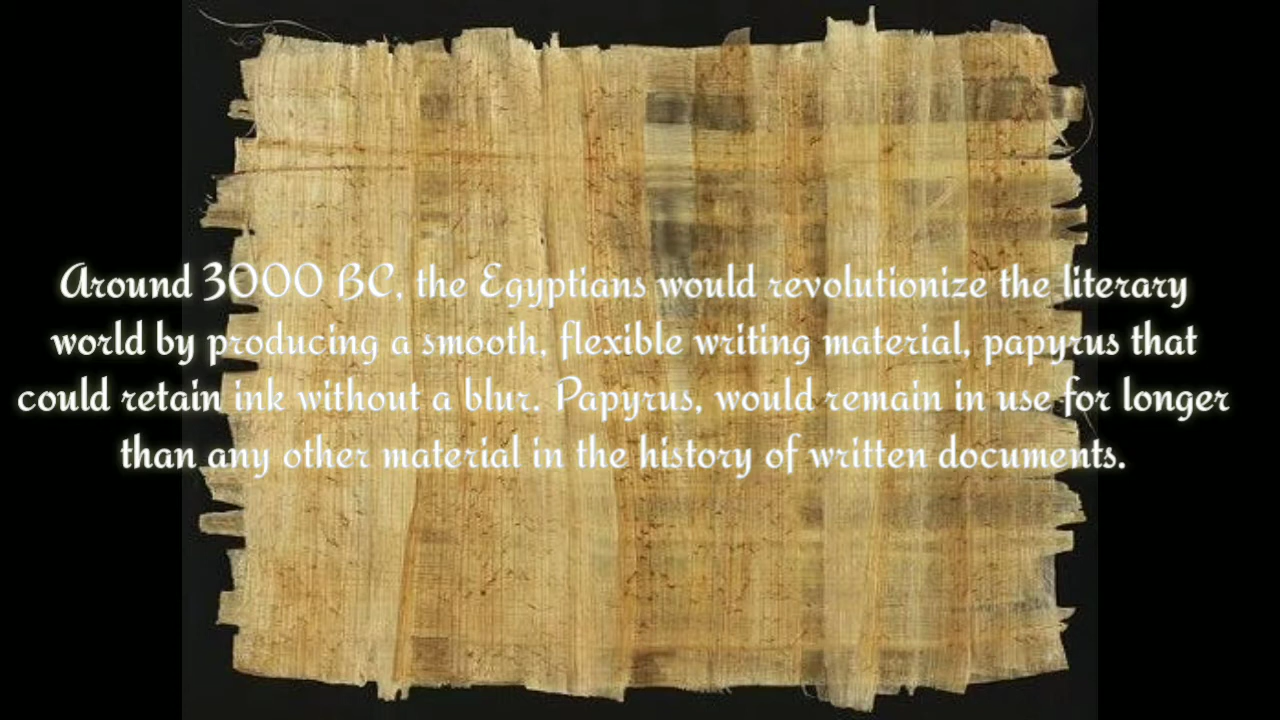 Around 3000 BC, the Egyptians would revolutionize the literary
world by producing a smooth, flexible writing material, papyrus that
could retain ink without a blur. Papyrus, would remain in use for longer
than any other material in the history of written documents.